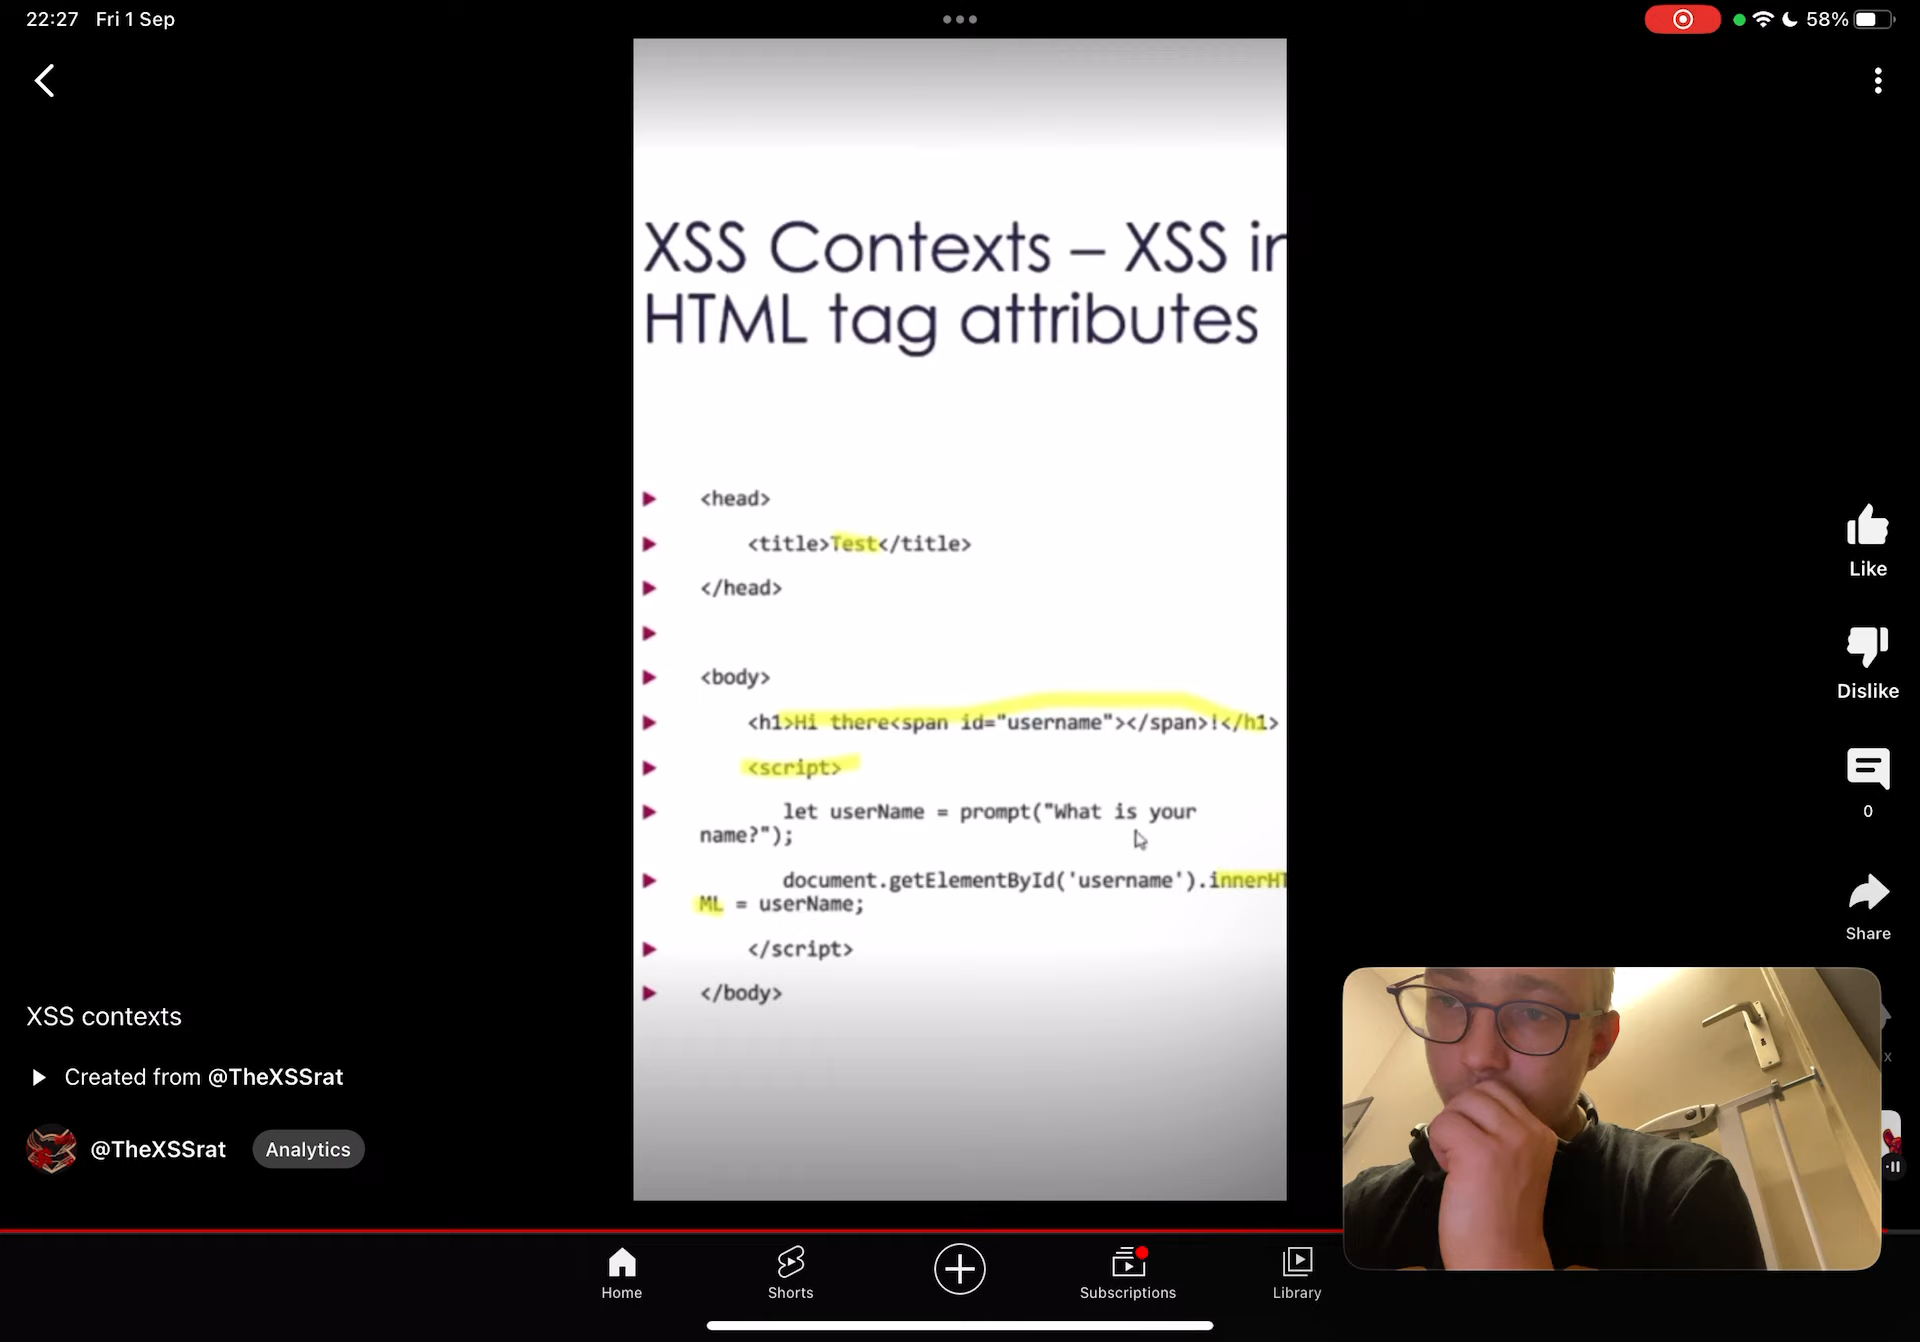 22:27 Fri 1 Sep
58%
XSS Contexts – XSS in
HTML tag attributes
<head>
<title>Test</title>
</head>
<body>
<h1>Hi there<span id="username"></span>!</h1>
<script>
let userName = prompt("What is your
name?");
document.getElementById('username').innerHT
ML = userName;
</script>
</body>
Like
Dislike
0
Share
x
XSS contexts
Created from @TheXSSrat
@TheXSSrat
Analytics
Home
Shorts
Subscriptions
Library